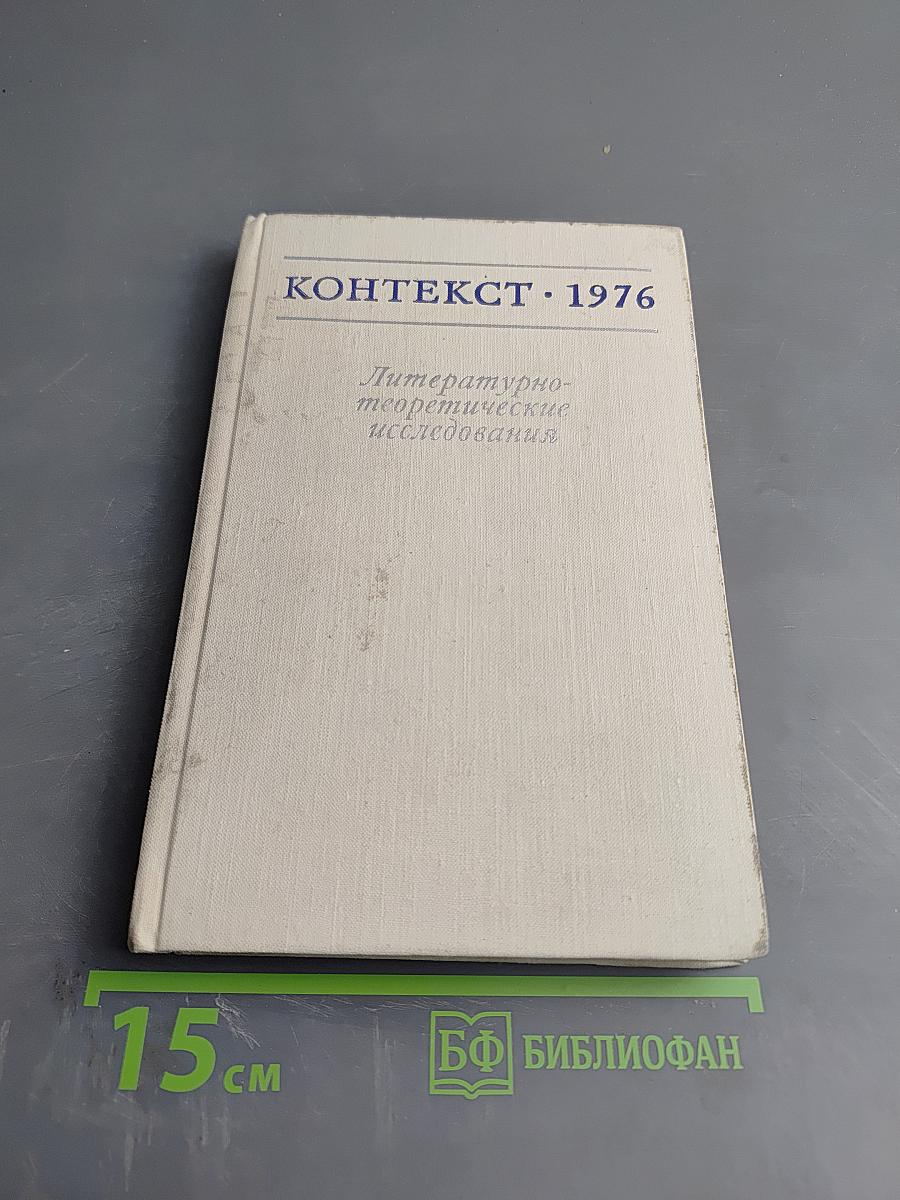 КОНТЕКСТ · 1976
Литературно-
теоретические
исследования
15 см
БФ БИБЛИОФАН